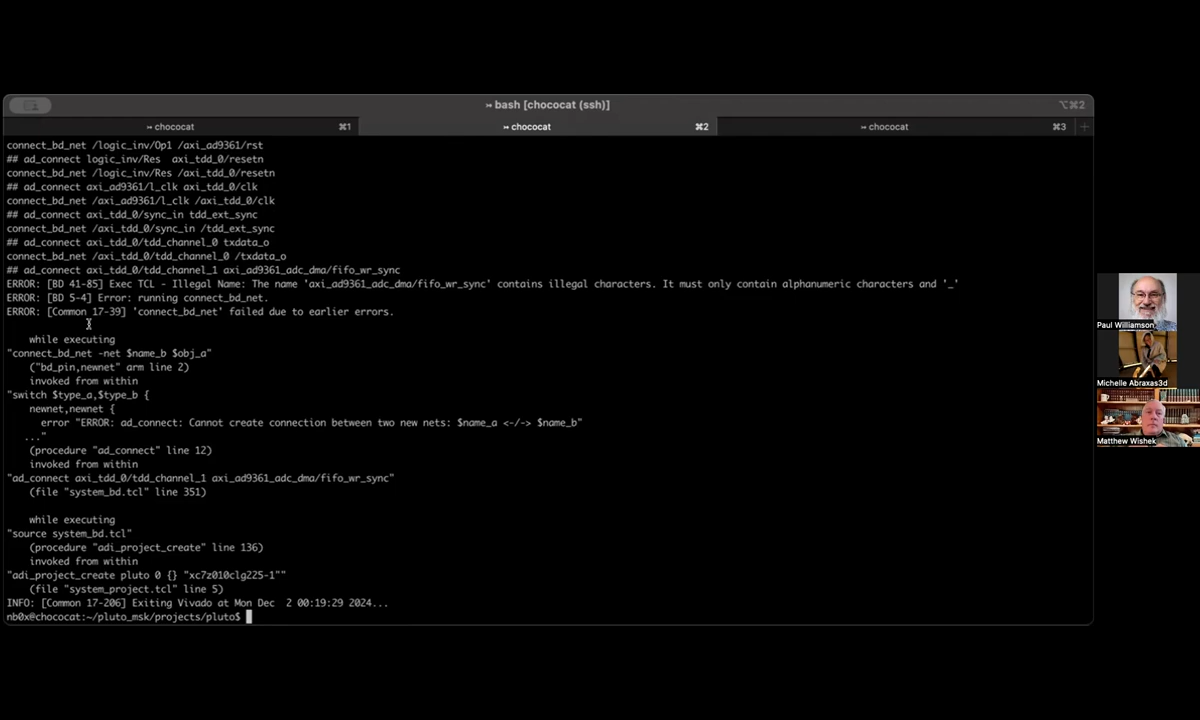 bash [chococat (ssh)]
⌥⌘2
chococat ⌘1
chococat ⌘2
chococat ⌘3 +
connect_bd_net /logic_inv/Op1 /axi_ad9361/rst
## ad_connect logic_inv/Res  axi_tdd_0/resetn
connect_bd_net /logic_inv/Res /axi_tdd_0/resetn
## ad_connect axi_ad9361/l_clk axi_tdd_0/clk
connect_bd_net /axi_ad9361/l_clk /axi_tdd_0/clk
## ad_connect axi_tdd_0/sync_in tdd_ext_sync
connect_bd_net /axi_tdd_0/sync_in /tdd_ext_sync
## ad_connect axi_tdd_0/tdd_channel_0 txdata_o
connect_bd_net /axi_tdd_0/tdd_channel_0 /txdata_o
## ad_connect axi_tdd_0/tdd_channel_1 axi_ad9361_adc_dma/fifo_wr_sync
ERROR: [BD 41-85] Exec TCL - Illegal Name: The name 'axi_ad9361_adc_dma/fifo_wr_sync' contains illegal characters. It must only contain alphanumeric characters and '_'
ERROR: [BD 5-4] Error: running connect_bd_net.
ERROR: [Common 17-39] 'connect_bd_net' failed due to earlier errors.
while executing
"connect_bd_net -net $name_b $obj_a"
("bd_pin,newnet" arm line 2)
invoked from within
"switch $type_a,$type_b {
newnet,newnet {
error "ERROR: ad_connect: Cannot create connection between two new nets: $name_a <-/-> $name_b"
..."
(procedure "ad_connect" line 12)
invoked from within
"ad_connect axi_tdd_0/tdd_channel_1 axi_ad9361_adc_dma/fifo_wr_sync"
(file "system_bd.tcl" line 351)
while executing
"source system_bd.tcl"
(procedure "adi_project_create" line 136)
invoked from within
"adi_project_create pluto 0 {} "xc7z010clg225-1""
(file "system_project.tcl" line 5)
INFO: [Common 17-206] Exiting Vivado at Mon Dec  2 00:19:29 2024...
nb0x@chococat:~/pluto_msk/projects/pluto$
Paul Williamson
Michelle Abraxas3d
Matthew Wishek